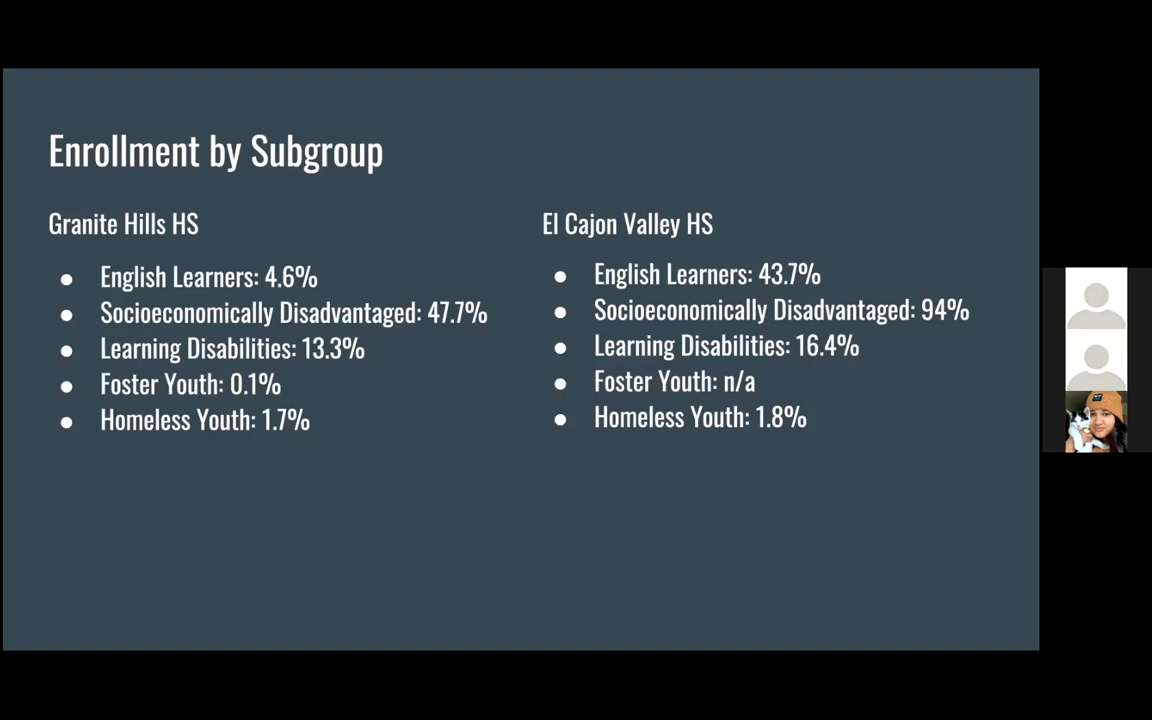 Enrollment by Subgroup
Granite Hills HS
● English Learners: 4.6%
● Socioeconomically Disadvantaged: 47.7%
● Learning Disabilities: 13.3%
● Foster Youth: 0.1%
● Homeless Youth: 1.7%
El Cajon Valley HS
● English Learners: 43.7%
● Socioeconomically Disadvantaged: 94%
● Learning Disabilities: 16.4%
● Foster Youth: n/a
● Homeless Youth: 1.8%